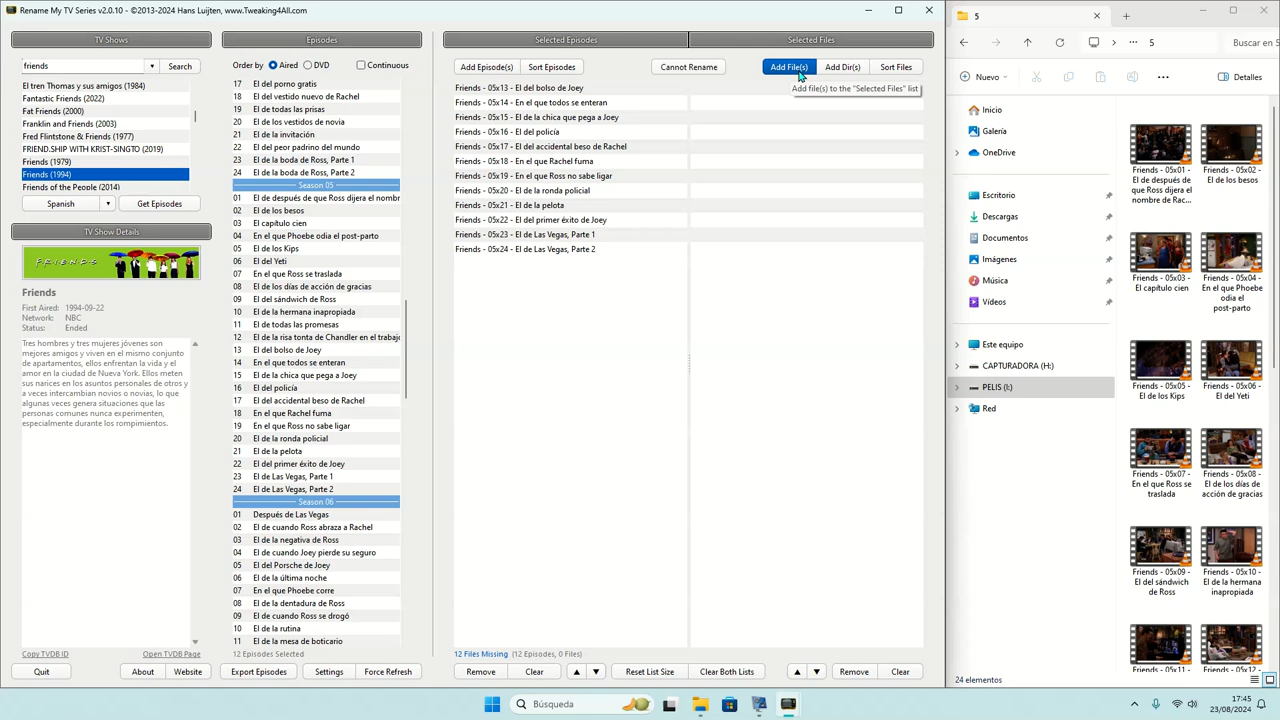 Rename My TV Series v2.0.10 - ©2013-2024 Hans Luijten, www.Tweaking4All.com
TV Shows
friends
Search
El tren Thomas y sus amigos (1984)
Fantastic Friends (2022)
Fat Friends (2000)
Franklin and Friends (2003)
Fred Flintstone & Friends (1977)
FRIEND.SHIP WITH KRIST-SINGTO (2019)
Friends (1979)
Friends (1994)
Friends of the People (2014)
Spanish
Get Episodes
TV Show Details
FRIENDS
Friends
First Aired: 1994-09-22
Network: NBC
Status: Ended
Tres hombres y tres mujeres jóvenes son
mejores amigos y viven en el mismo conjunto
de apartamentos, ellos enfrentan la vida y el
amor en la ciudad de Nueva York. Ellos meten
sus narices en los asuntos personales de otros y
a veces intercambian novios o novias, lo que
algunas veces genera situaciones que las
personas comunes nunca experimenten,
especialmente durante los rompimientos.
Copy TVDB ID
Open TVDB Page
Quit
About
Website
Episodes
Order by
Aired
DVD
Continuous
17 El del porno gratis
18 El del vestido nuevo de Rachel
19 El de todas las prisas
20 El de los vestidos de novia
21 El de la invitación
22 El del peor padrino del mundo
23 El de la boda de Ross, Parte 1
24 El de la boda de Ross, Parte 2
Season 05
01 El de después de que Ross dijera el nombr
02 El de los besos
03 El capítulo cien
04 En el que Phoebe odia el post-parto
05 El de los Kips
06 El del Yeti
07 En el que Ross se traslada
08 El de los días de acción de gracias
09 El del sándwich de Ross
10 El de la hermana inapropiada
11 El de todas las promesas
12 El de la risa tonta de Chandler en el trabajo
13 El del bolso de Joey
14 En el que todos se enteran
15 El de la chica que pega a Joey
16 El del policía
17 El del accidental beso de Rachel
18 En el que Rachel fuma
19 En el que Ross no sabe ligar
20 El de la ronda policial
21 El de la pelota
22 El del primer éxito de Joey
23 El de Las Vegas, Parte 1
24 El de Las Vegas, Parte 2
Season 06
01 Después de Las Vegas
02 El de cuando Ross abraza a Rachel
03 El de la negativa de Ross
04 El de cuando Joey pierde su seguro
05 El del Porsche de Joey
06 El de la última noche
07 En el que Phoebe corre
08 El de la dentadura de Ross
09 El de cuando Ross se drogó
10 El de la rutina
11 El de la mesa de boticario
12 Episodes Selected
Export Episodes
Settings
Force Refresh
Selected Episodes
Selected Files
Add Episode(s)
Sort Episodes
Cannot Rename
Add File(s)
Add Dir(s)
Sort Files
Add file(s) to the "Selected Files" list
Friends - 05x13 - El del bolso de Joey
Friends - 05x14 - En el que todos se enteran
Friends - 05x15 - El de la chica que pega a Joey
Friends - 05x16 - El del policía
Friends - 05x17 - El del accidental beso de Rachel
Friends - 05x18 - En el que Rachel fuma
Friends - 05x19 - En el que Ross no sabe ligar
Friends - 05x20 - El de la ronda policial
Friends - 05x21 - El de la pelota
Friends - 05x22 - El del primer éxito de Joey
Friends - 05x23 - El de Las Vegas, Parte 1
Friends - 05x24 - El de Las Vegas, Parte 2
12 Files Missing (12 Episodes, 0 Files)
Remove
Clear
Reset List Size
Clear Both Lists
Remove
Clear
5
5
Buscar en 5
Nuevo
Detalles
Inicio
Galería
OneDrive
Escritorio
Descargas
Documentos
Imágenes
Música
Vídeos
Este equipo
CAPTURADORA (H:)
PELIS (I:)
Red
Friends - 05x01 -
El de después de
que Ross dijera el
nombre de Rac...
Friends - 05x02 -
El de los besos
Friends - 05x03 -
El capítulo cien
Friends - 05x04 -
En el que Phoebe
odia el
post-parto
Friends - 05x05 -
El de los Kips
Friends - 05x06 -
El del Yeti
Friends - 05x07 -
En el que Ross se
traslada
Friends - 05x08 -
El de los días de
acción de gracias
Friends - 05x09 -
El del sándwich
de Ross
Friends - 05x10 -
El de la hermana
inapropiada
Friends - 05x11 -
Friends - 05x12 -
24 elementos
Búsqueda
17:45
23/08/2024